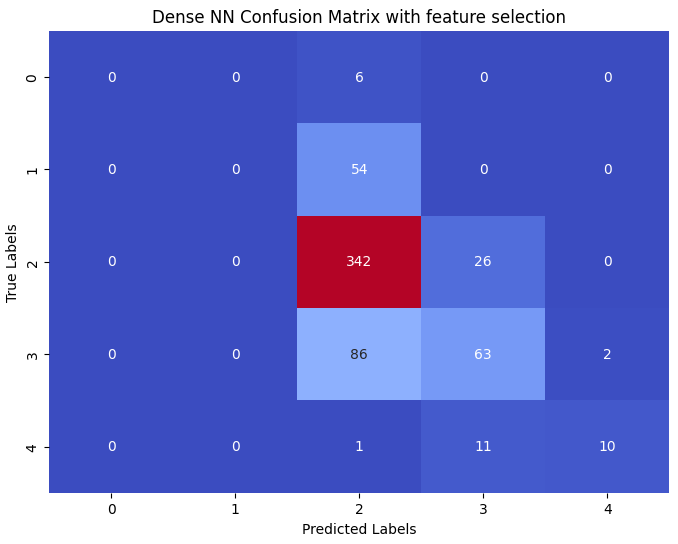 Dense NN Confusion Matrix with feature selection
True Labels
0 0 0 6 0 0
1 0 0 54 0 0
2 0 0 342 26 0
3 0 0 86 63 2
4 0 0 1 11 10
0 1 2 3 4
Predicted Labels